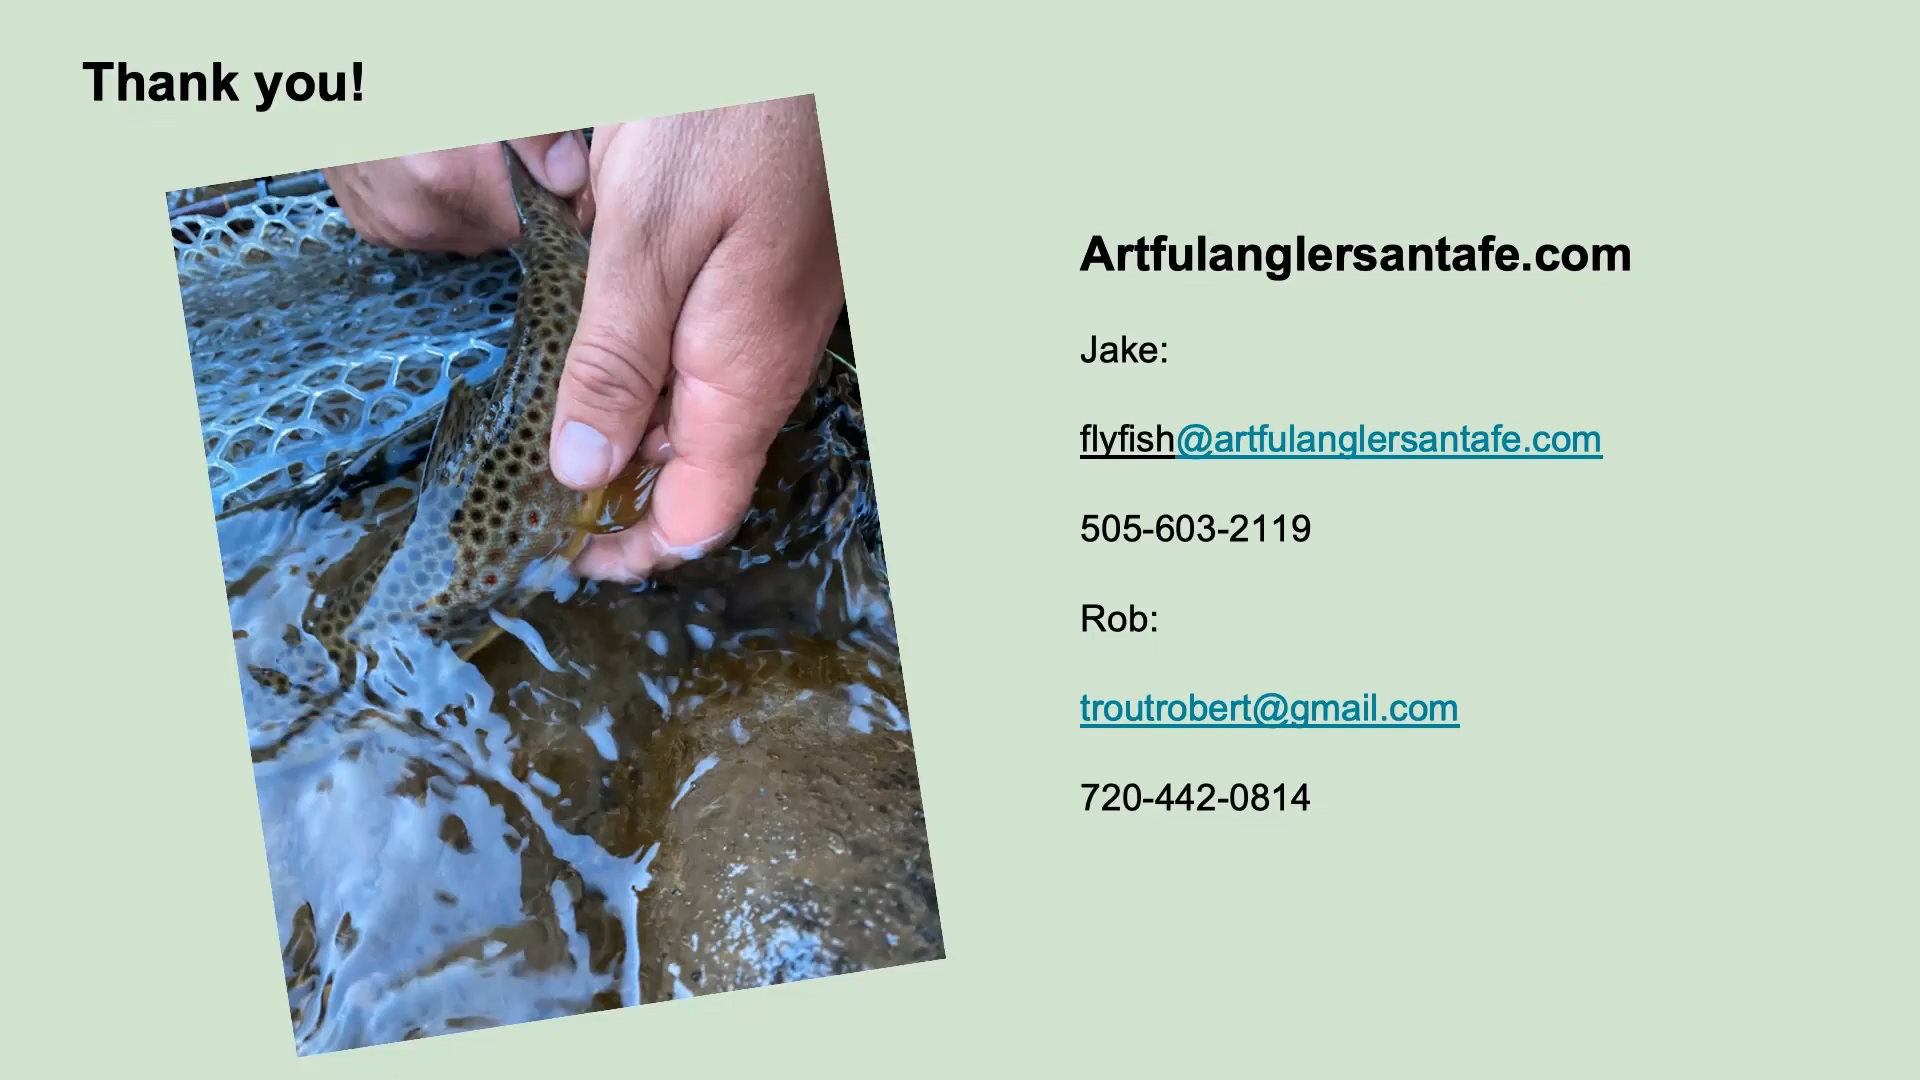 Thank you!
Artfulanglersantafe.com
Jake:
flyfish@artfulanglersantafe.com
505-603-2119
Rob:
troutrobert@gmail.com
720-442-0814